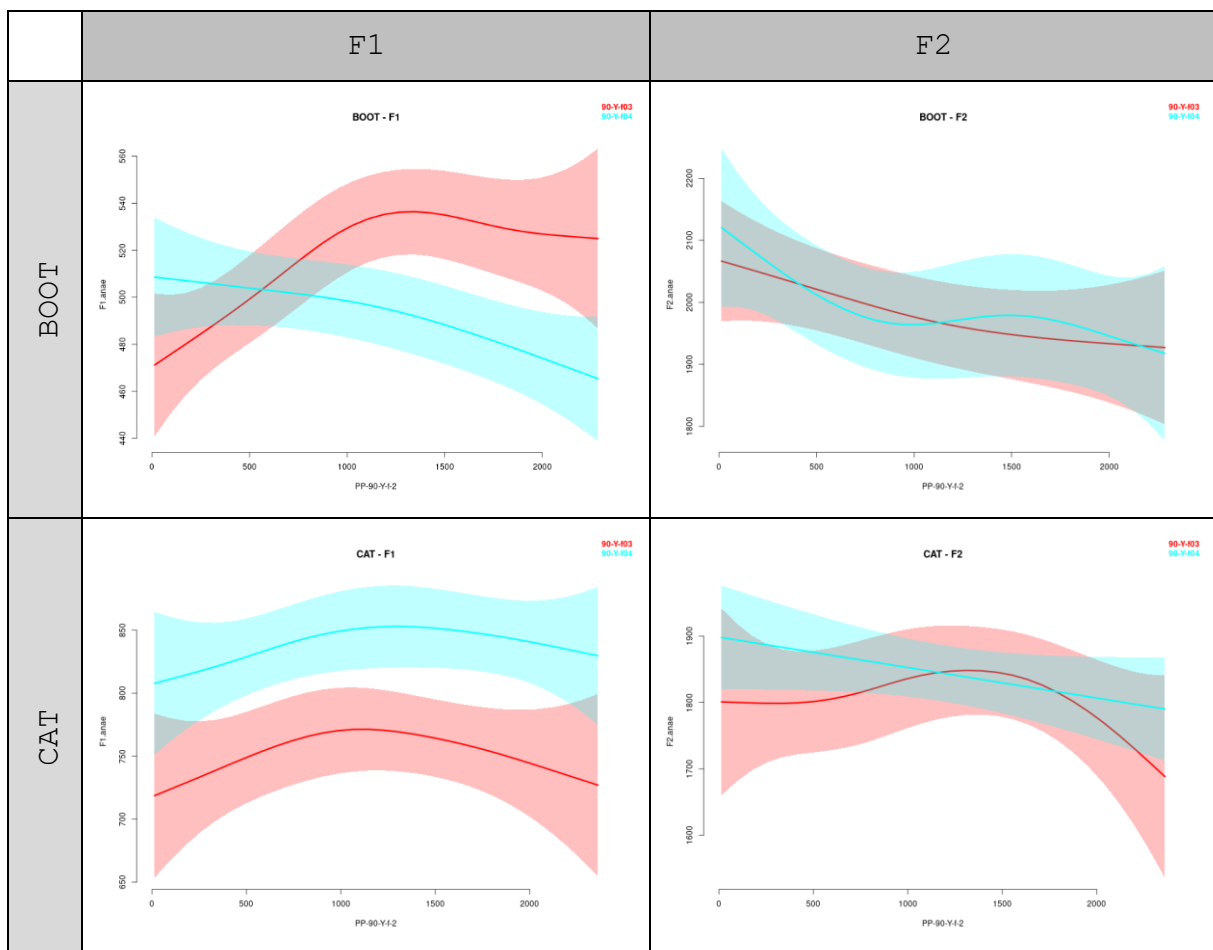 F1
F2
BOOT
BOOT - F1
90-Y-f03
90-Y-f04
560
540
520
500
480
460
440
F1.anae
0 500 1000 1500 2000
PP-90-Y-f-2
BOOT - F2
90-Y-f03
90-Y-f04
2200
2100
2000
1900
1800
F2.anae
0 500 1000 1500 2000
PP-90-Y-f-2
CAT
CAT - F1
90-Y-f03
90-Y-f04
850
800
750
700
650
F1.anae
0 500 1000 1500 2000
PP-90-Y-f-2
CAT - F2
90-Y-f03
90-Y-f04
1900
1800
1700
1600
F2.anae
0 500 1000 1500 2000
PP-90-Y-f-2